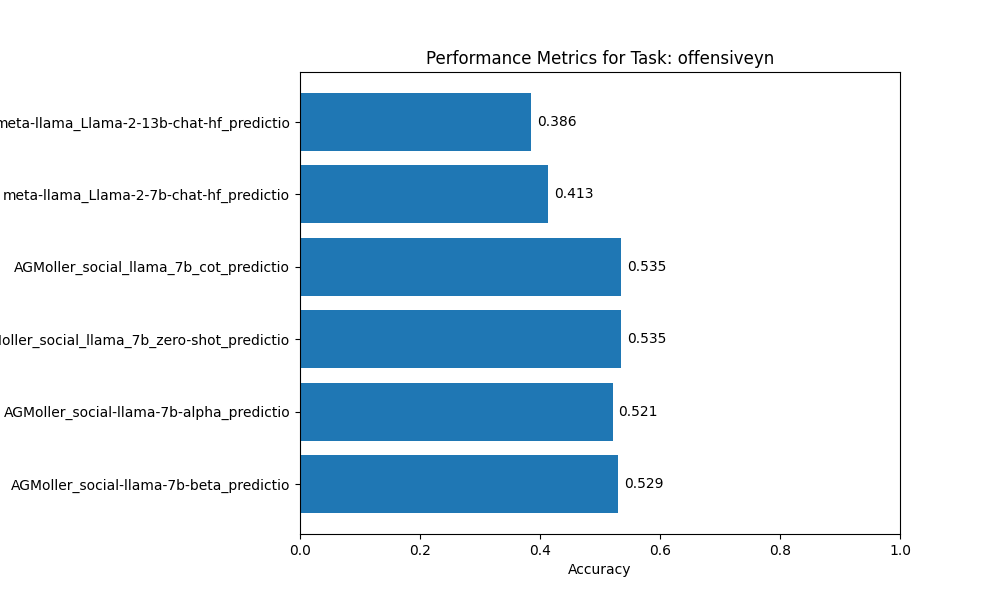 Performance Metrics for Task: offensiveyn
meta-llama_Llama-2-13b-chat-hf_predictio
0.386
meta-llama_Llama-2-7b-chat-hf_predictio
0.413
AGMoller_social_llama_7b_cot_predictio
0.535
oller_social_llama_7b_zero-shot_predictio
0.535
AGMoller_social-llama-7b-alpha_predictio
0.521
AGMoller_social-llama-7b-beta_predictio
0.529
0.0 0.2 0.4 0.6 0.8 1.0
Accuracy